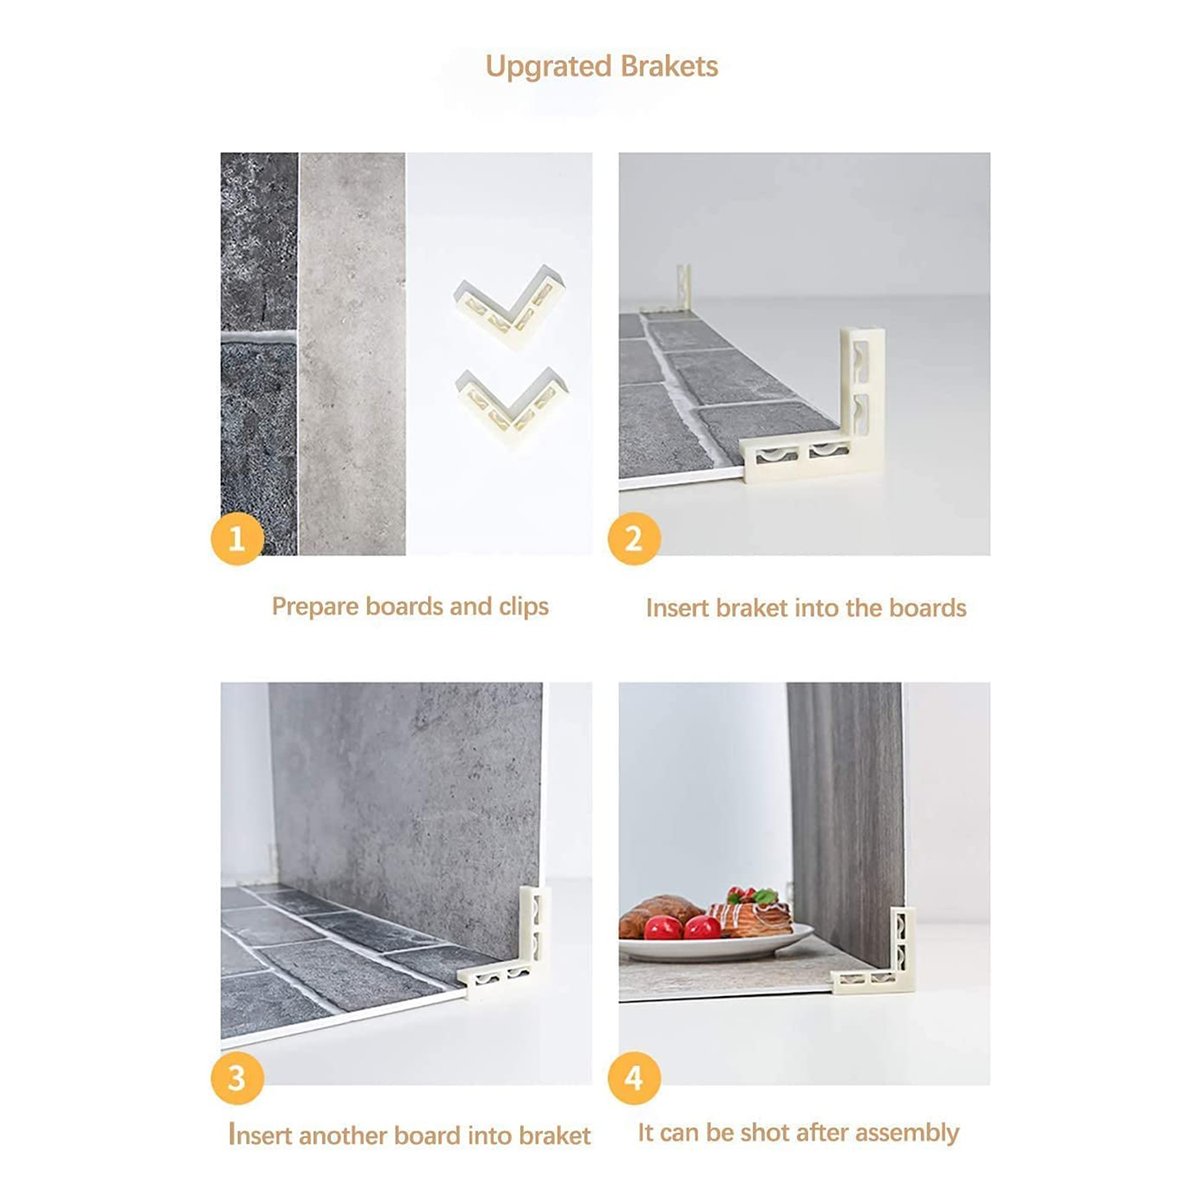 Upgrated Brakets
1
2
Prepare boards and clips
Insert braket into the boards
3
4
Insert another board into braket
It can be shot after assembly